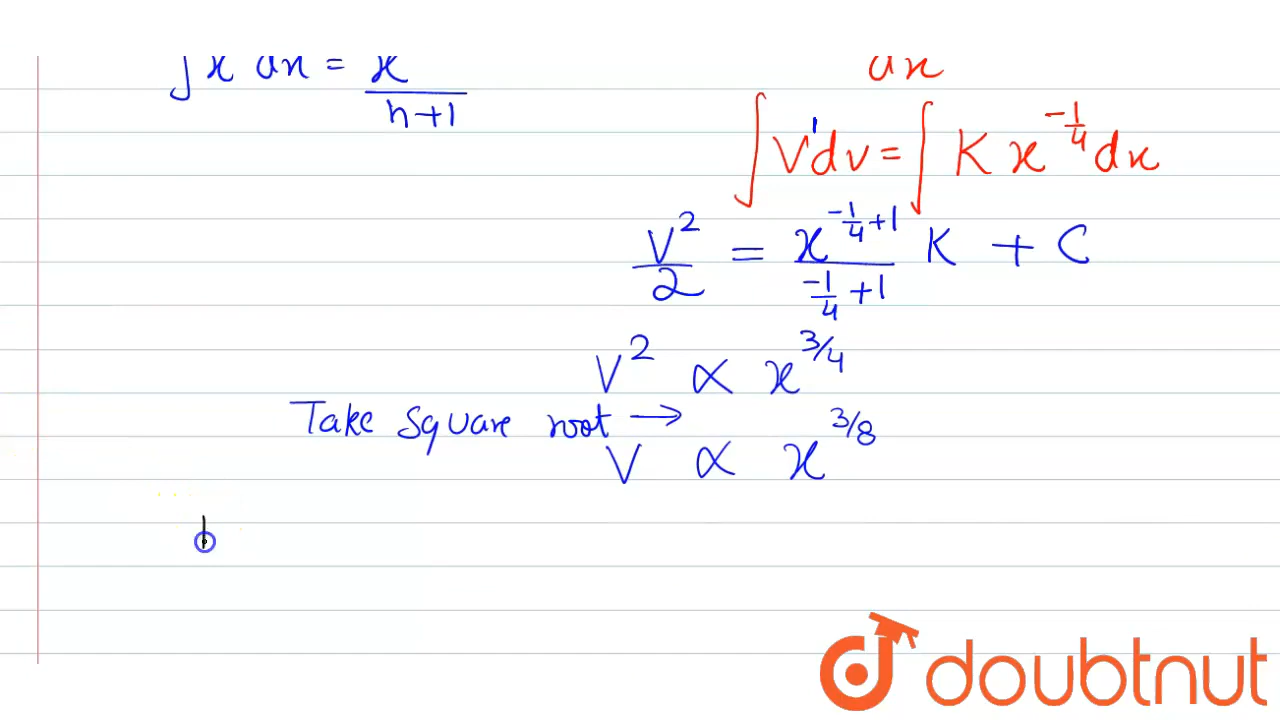 ∫ x dx = x / n+1
dx
∫ V¹dv = ∫ K x^(-1/4) dx
V²/2 = x^(-1/4+1) / (-1/4+1) K + C
V² ∝ x^(3/4)
Take square root →
V ∝ x^(3/8)
doubtnut